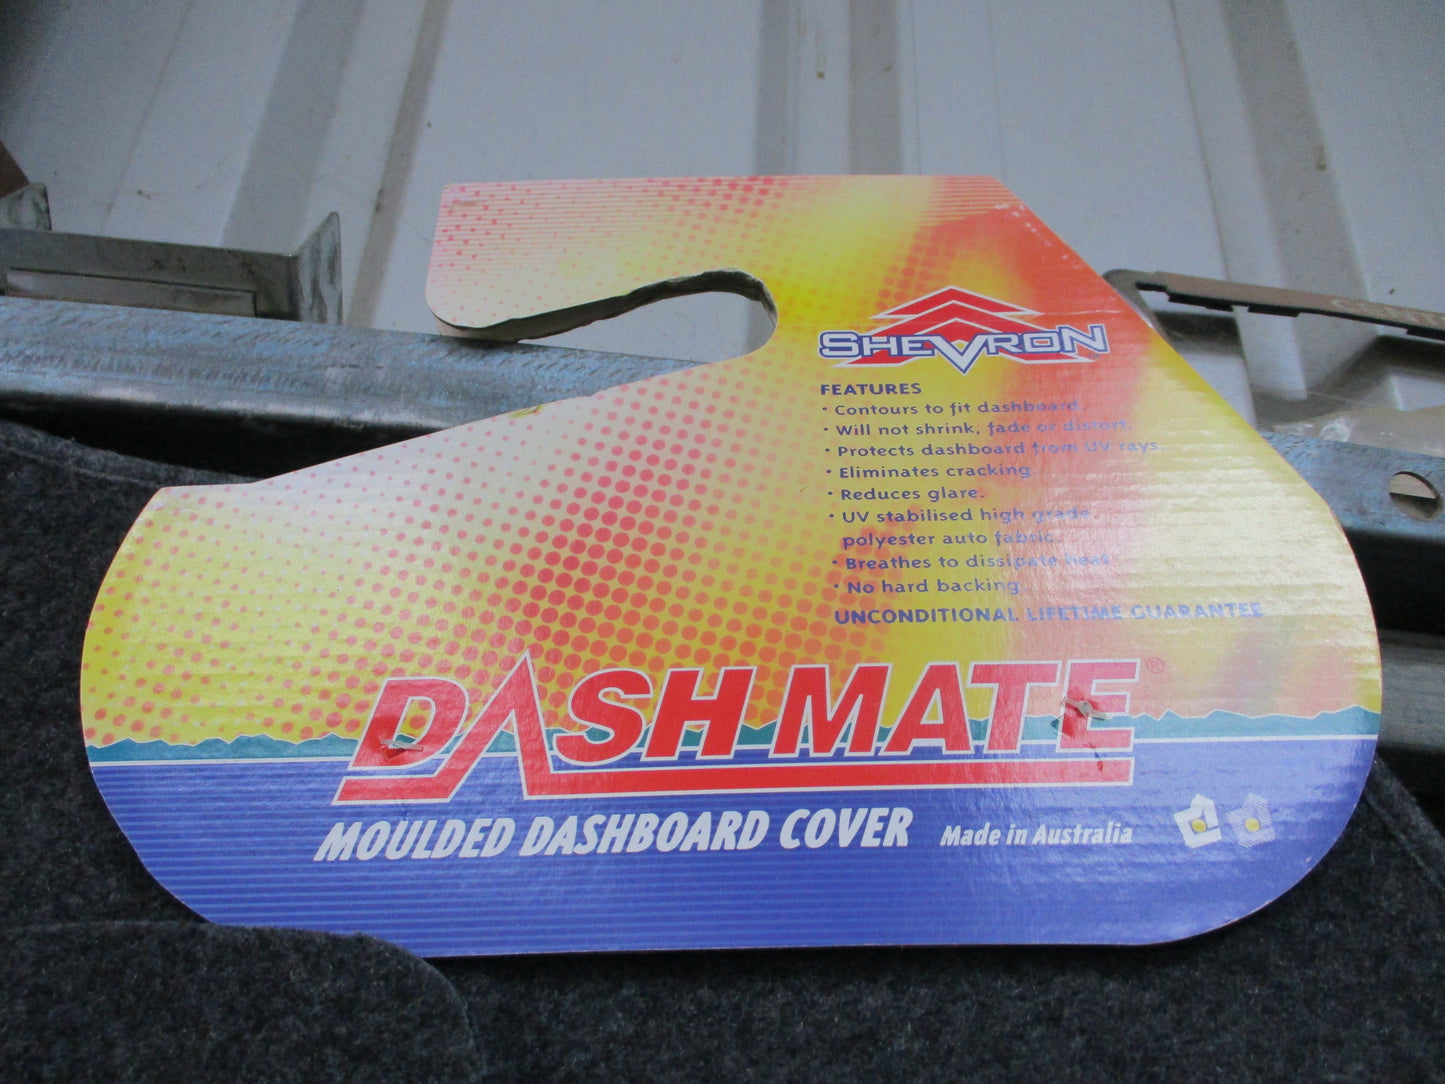 SHEVRON
FEATURES
• Contours to fit dashboard.
• Will not shrink, fade or distort.
• Protects dashboard from UV rays.
• Eliminates cracking.
• Reduces glare.
• UV stabilised high grade.
polyester auto fabric.
• Breathes to dissipate heat
• No hard backing.
UNCONDITIONAL LIFETIME GUARANTEE
DASH MATE®
MOULDED DASHBOARD COVER Made in Australia